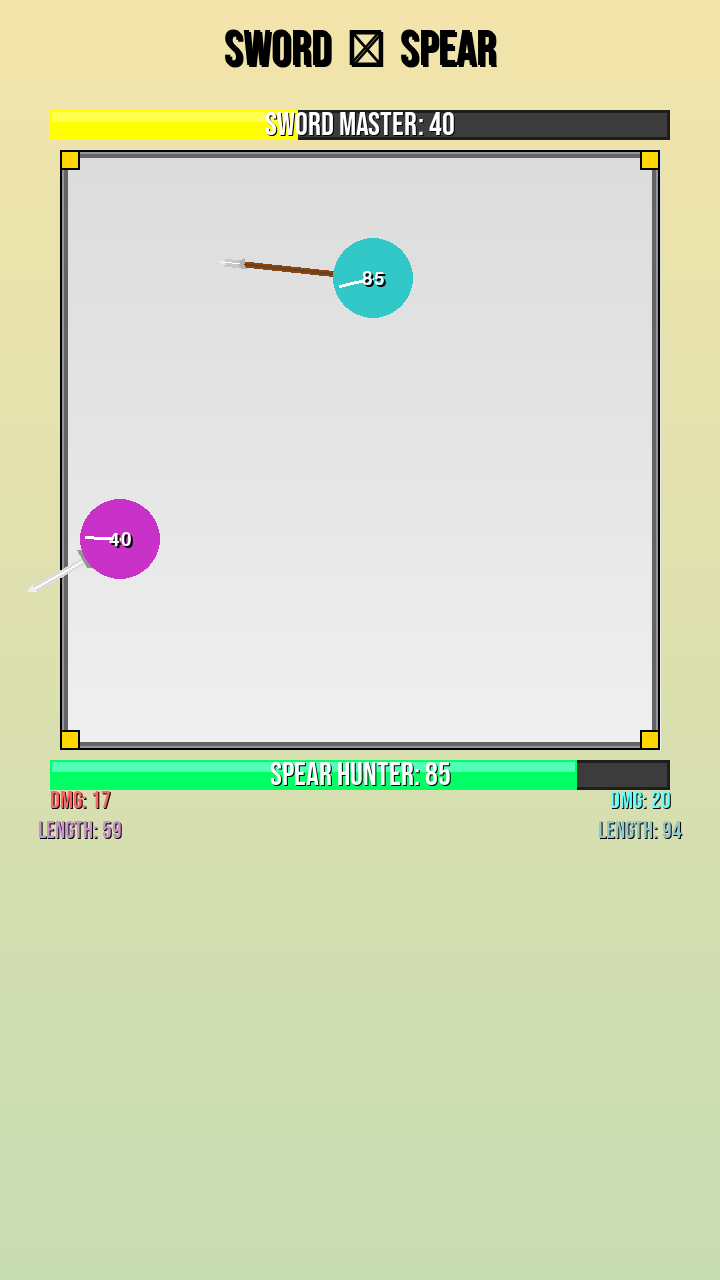 SWORD ☒ SPEAR
SWORD MASTER: 40
85
40
SPEAR HUNTER: 85
DMG: 17
DMG: 20
LENGTH: 59
LENGTH: 94